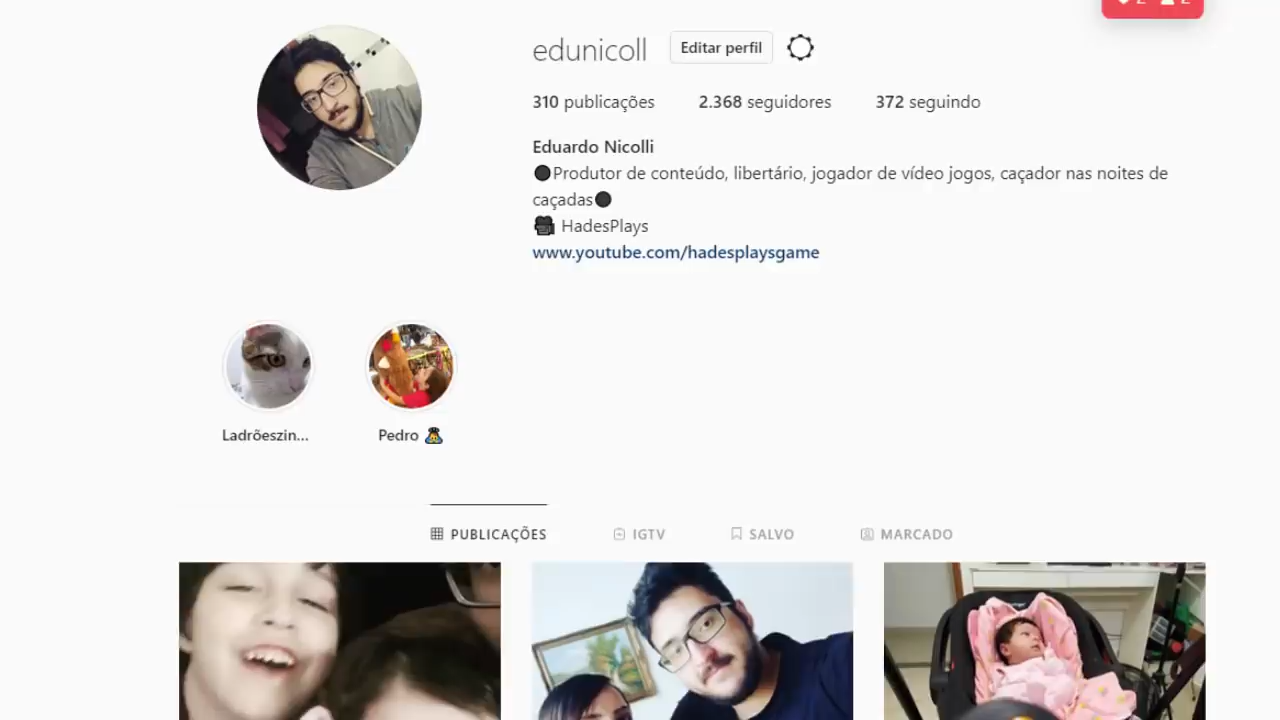 edunicoll Editar perfil
310 publicações 2.368 seguidores 372 seguindo
Eduardo Nicolli
Produtor de conteúdo, libertário, jogador de vídeo jogos, caçador nas noites de
caçadas
HadesPlays
www.youtube.com/hadesplaysgame
Ladrõeszin... Pedro
PUBLICAÇÕES IGTV SALVO MARCADO